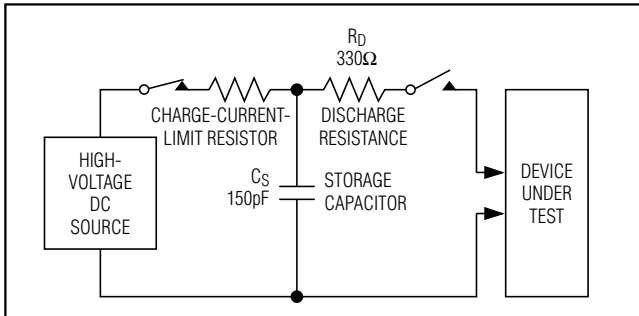 R_D
330Ω
CHARGE-CURRENT-
LIMIT RESISTOR
DISCHARGE
RESISTANCE
HIGH-
VOLTAGE
DC
SOURCE
C_S
150pF
STORAGE
CAPACITOR
DEVICE
UNDER
TEST